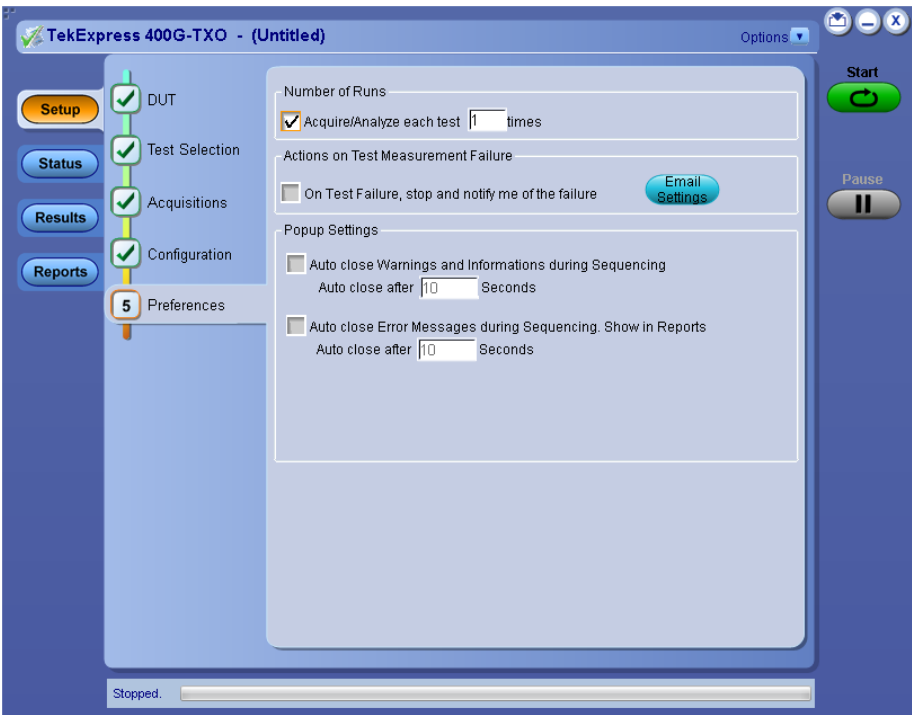 TekExpress 400G-TXO - (Untitled)
Options
X
Setup
Status
Results
Reports
DUT
Test Selection
Acquisitions
Configuration
5 Preferences
Number of Runs
Acquire/Analyze each test 1 times
Actions on Test Measurement Failure
On Test Failure, stop and notify me of the failure
Email
Settings
Popup Settings
Auto close Warnings and Informations during Sequencing
Auto close after 10 Seconds
Auto close Error Messages during Sequencing. Show in Reports
Auto close after 10 Seconds
Start
Pause
Stopped.